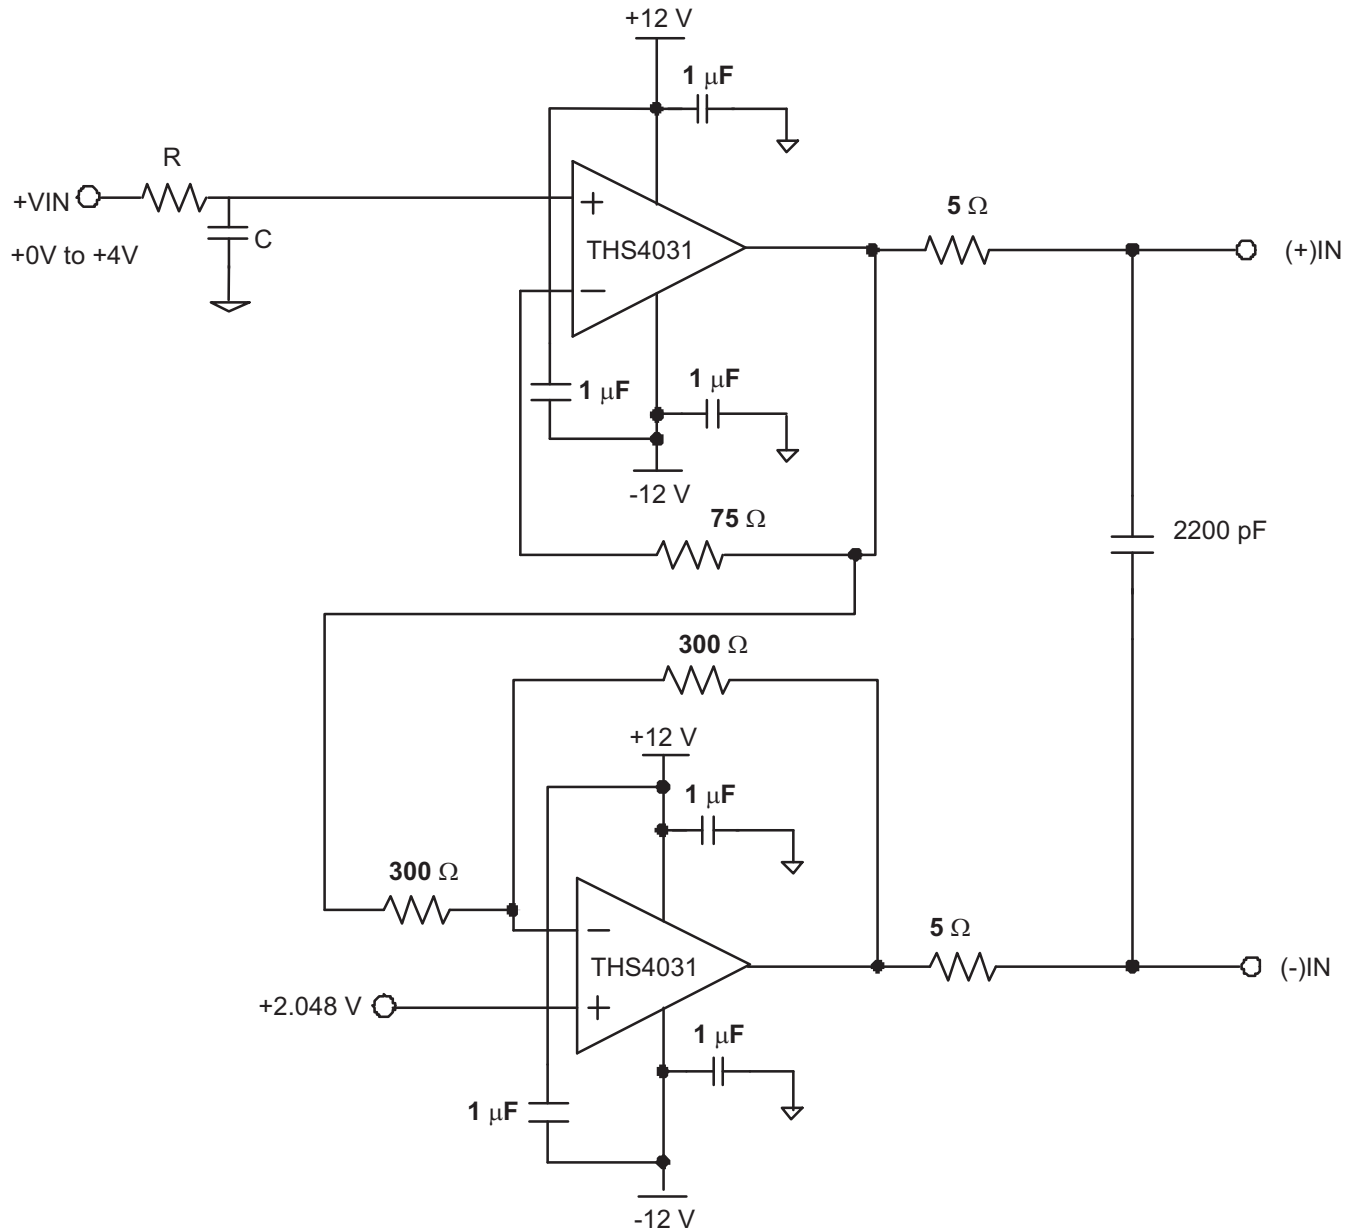 +12 V
1 μF
R
+VIN
C
+0V to +4V
+
THS4031
−
5 Ω
(+)IN
1 μF
1 μF
-12 V
75 Ω
2200 pF
300 Ω
+12 V
1 μF
300 Ω
−
THS4031
+
5 Ω
(-)IN
+2.048 V
1 μF
1 μF
-12 V